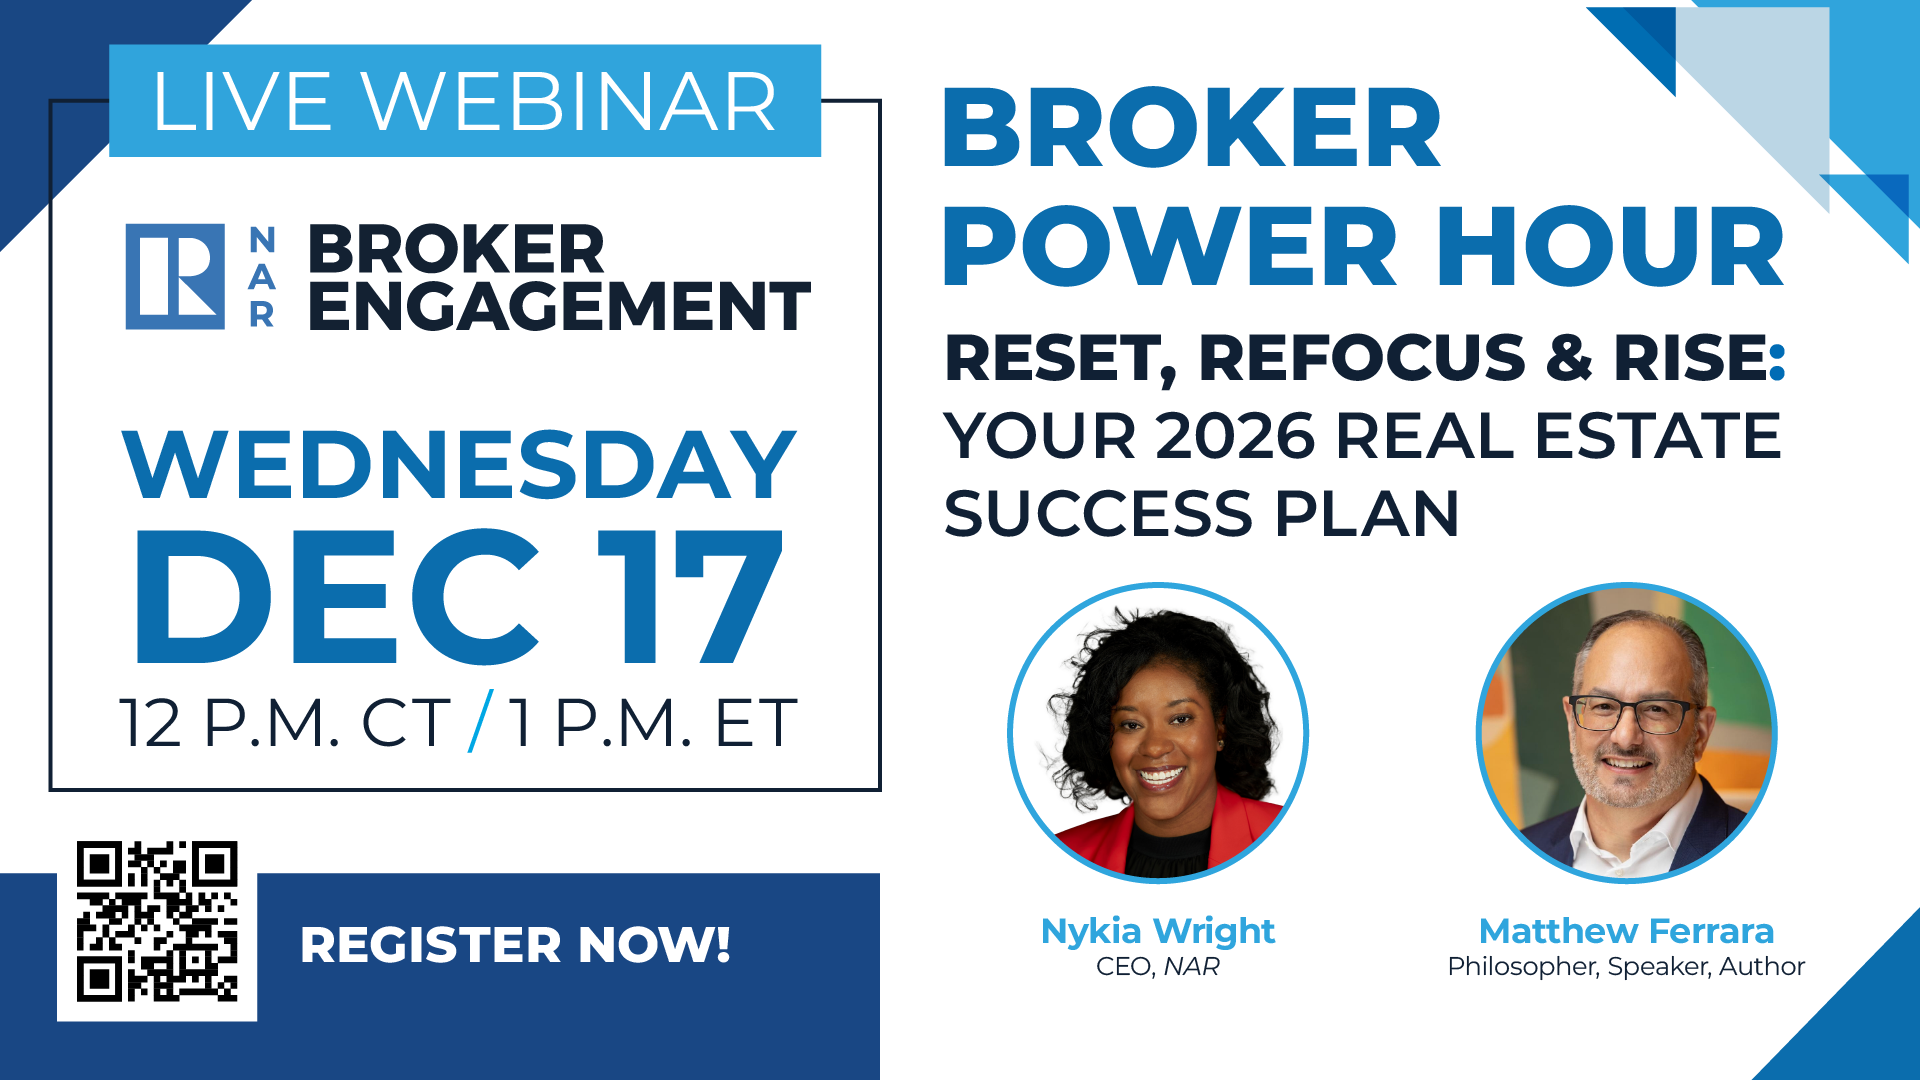 LIVE WEBINAR
NAR
BROKER
ENGAGEMENT
WEDNESDAY
DEC 17
12 P.M. CT / 1 P.M. ET
REGISTER NOW!
BROKER
POWER HOUR
RESET, REFOCUS & RISE:
YOUR 2026 REAL ESTATE
SUCCESS PLAN
Nykia Wright
CEO, NAR
Matthew Ferrara
Philosopher, Speaker, Author